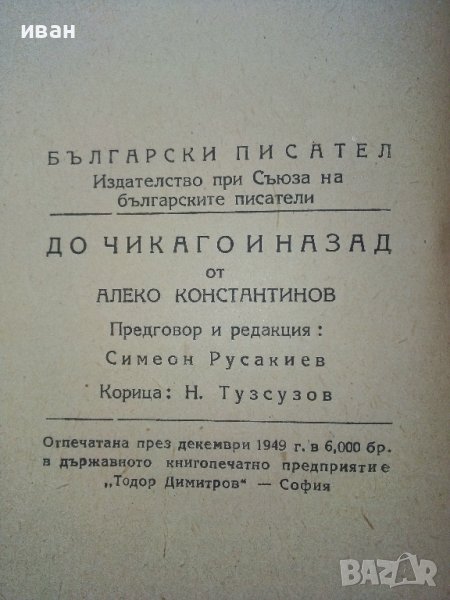 иван
БЪЛГАРСКИ ПИСАТЕЛ
Издателство при Съюза на
българските писатели
ДО ЧИКАГО И НАЗАД
от
АЛЕКО КОНСТАНТИНОВ
Предговор и редакция:
Симеон Русакиев
Корица: Н. Тузсузов
Отпечатана през декември 1949 г. в 6,000 бр.
в държавното книгопечатно предприятие
„Тодор Димитров" — София
BAZAR